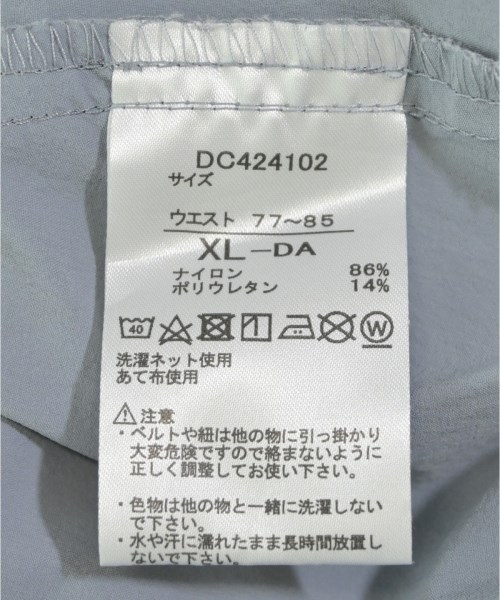 DC424102
サイズ
ウエスト 77〜85
XL-DA
ナイロン 86%
ポリウレタン 14%
40 W
洗濯ネット使用
あて布使用
⚠注意
・ベルトや紐は他の物に引っ掛かり
大変危険ですので絡まないように
正しく調整してお使い下さい。
・色物は他の物と一緒に洗濯しない
で下さい。
・水や汗に濡れたまま長時間放置し
ないで下さい。